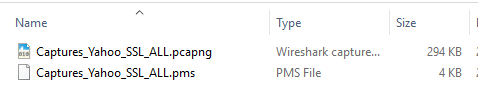 Name Type Size
Captures_Yahoo_SSL_ALL.pcapng Wireshark capture... 294 KB
Captures_Yahoo_SSL_ALL.pms PMS File 4 KB